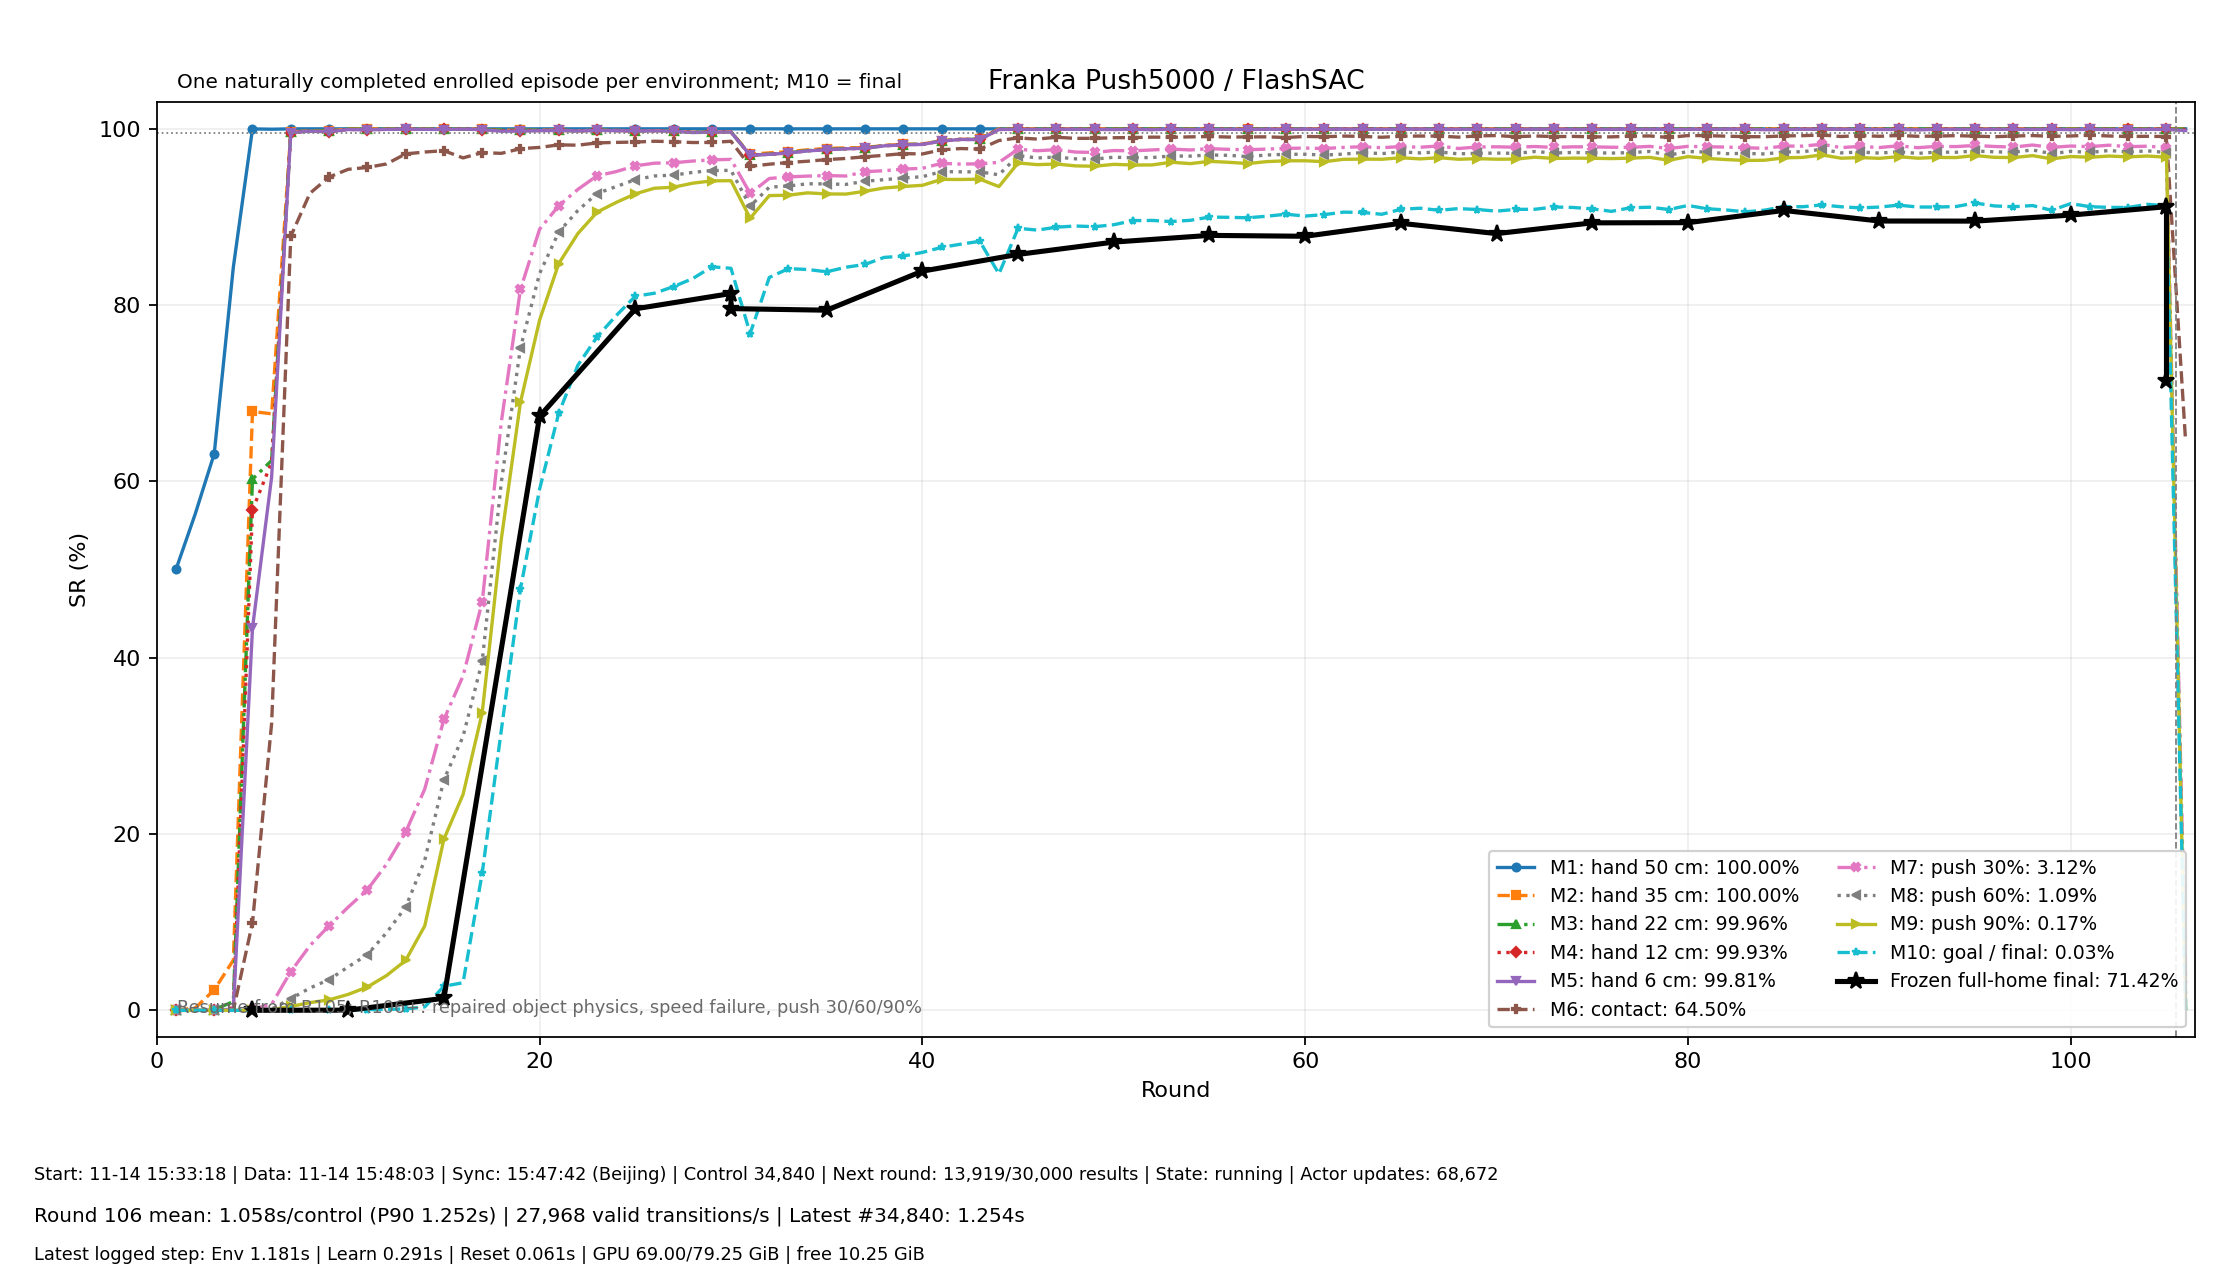 One naturally completed enrolled episode per environment; M10 = final
Franka Push5000 / FlashSAC
100
80
60
40
20
0
SR (%)
M1: hand 50 cm: 100.00%
M2: hand 35 cm: 100.00%
M3: hand 22 cm: 99.96%
M4: hand 12 cm: 99.93%
M5: hand 6 cm: 99.81%
M6: contact: 64.50%
M7: push 30%: 3.12%
M8: push 60%: 1.09%
M9: push 90%: 0.17%
M10: goal / final: 0.03%
Frozen full-home final: 71.42%
from R105; repaired object physics, speed failure, push 30/60/90%
0 20 40 60 80 100
Round
Start: 11-14 15:33:18 | Data: 11-14 15:48:03 | Sync: 15:47:42 (Beijing) | Control 34,840 | Next round: 13,919/30,000 results | State: running | Actor updates: 68,672
Round 106 mean: 1.058s/control (P90 1.252s) | 27,968 valid transitions/s | Latest #34,840: 1.254s
Latest logged step: Env 1.181s | Learn 0.291s | Reset 0.061s | GPU 69.00/79.25 GiB | free 10.25 GiB